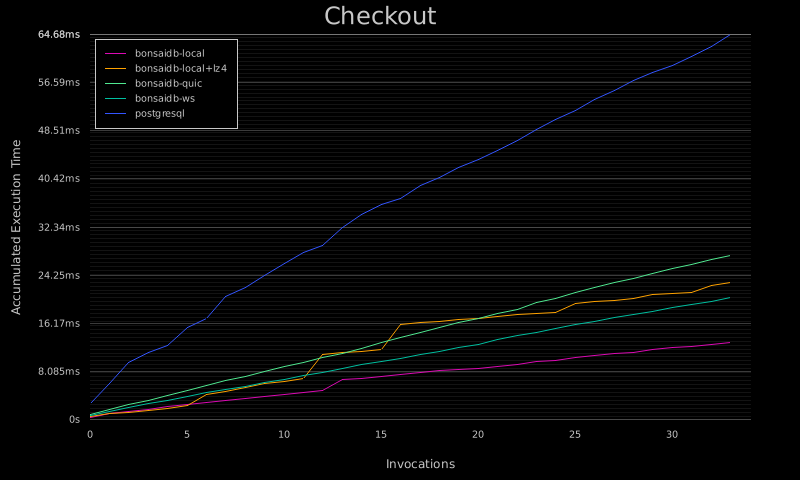 Checkout
64.68ms
56.59ms
48.51ms
40.42ms
32.34ms
24.25ms
16.17ms
8.085ms
0s
Accumulated Execution Time
bonsaidb-local
bonsaidb-local+lz4
bonsaidb-quic
bonsaidb-ws
postgresql
0 5 10 15 20 25 30
Invocations